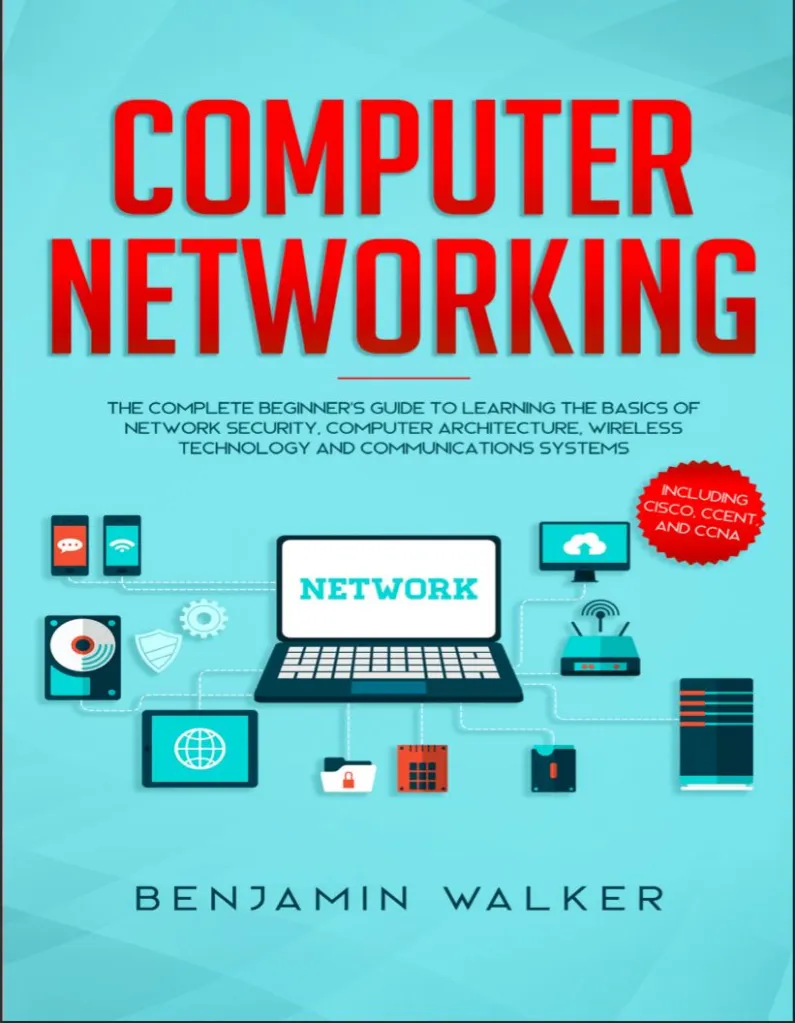 COMPUTER
NETWORKING
THE COMPLETE BEGINNER'S GUIDE TO LEARNING THE BASICS OF
NETWORK SECURITY, COMPUTER ARCHITECTURE, WIRELESS
TECHNOLOGY AND COMMUNICATIONS SYSTEMS
INCLUDING
CISCO, CCENT,
AND CCNA
NETWORK
BENJAMIN WALKER